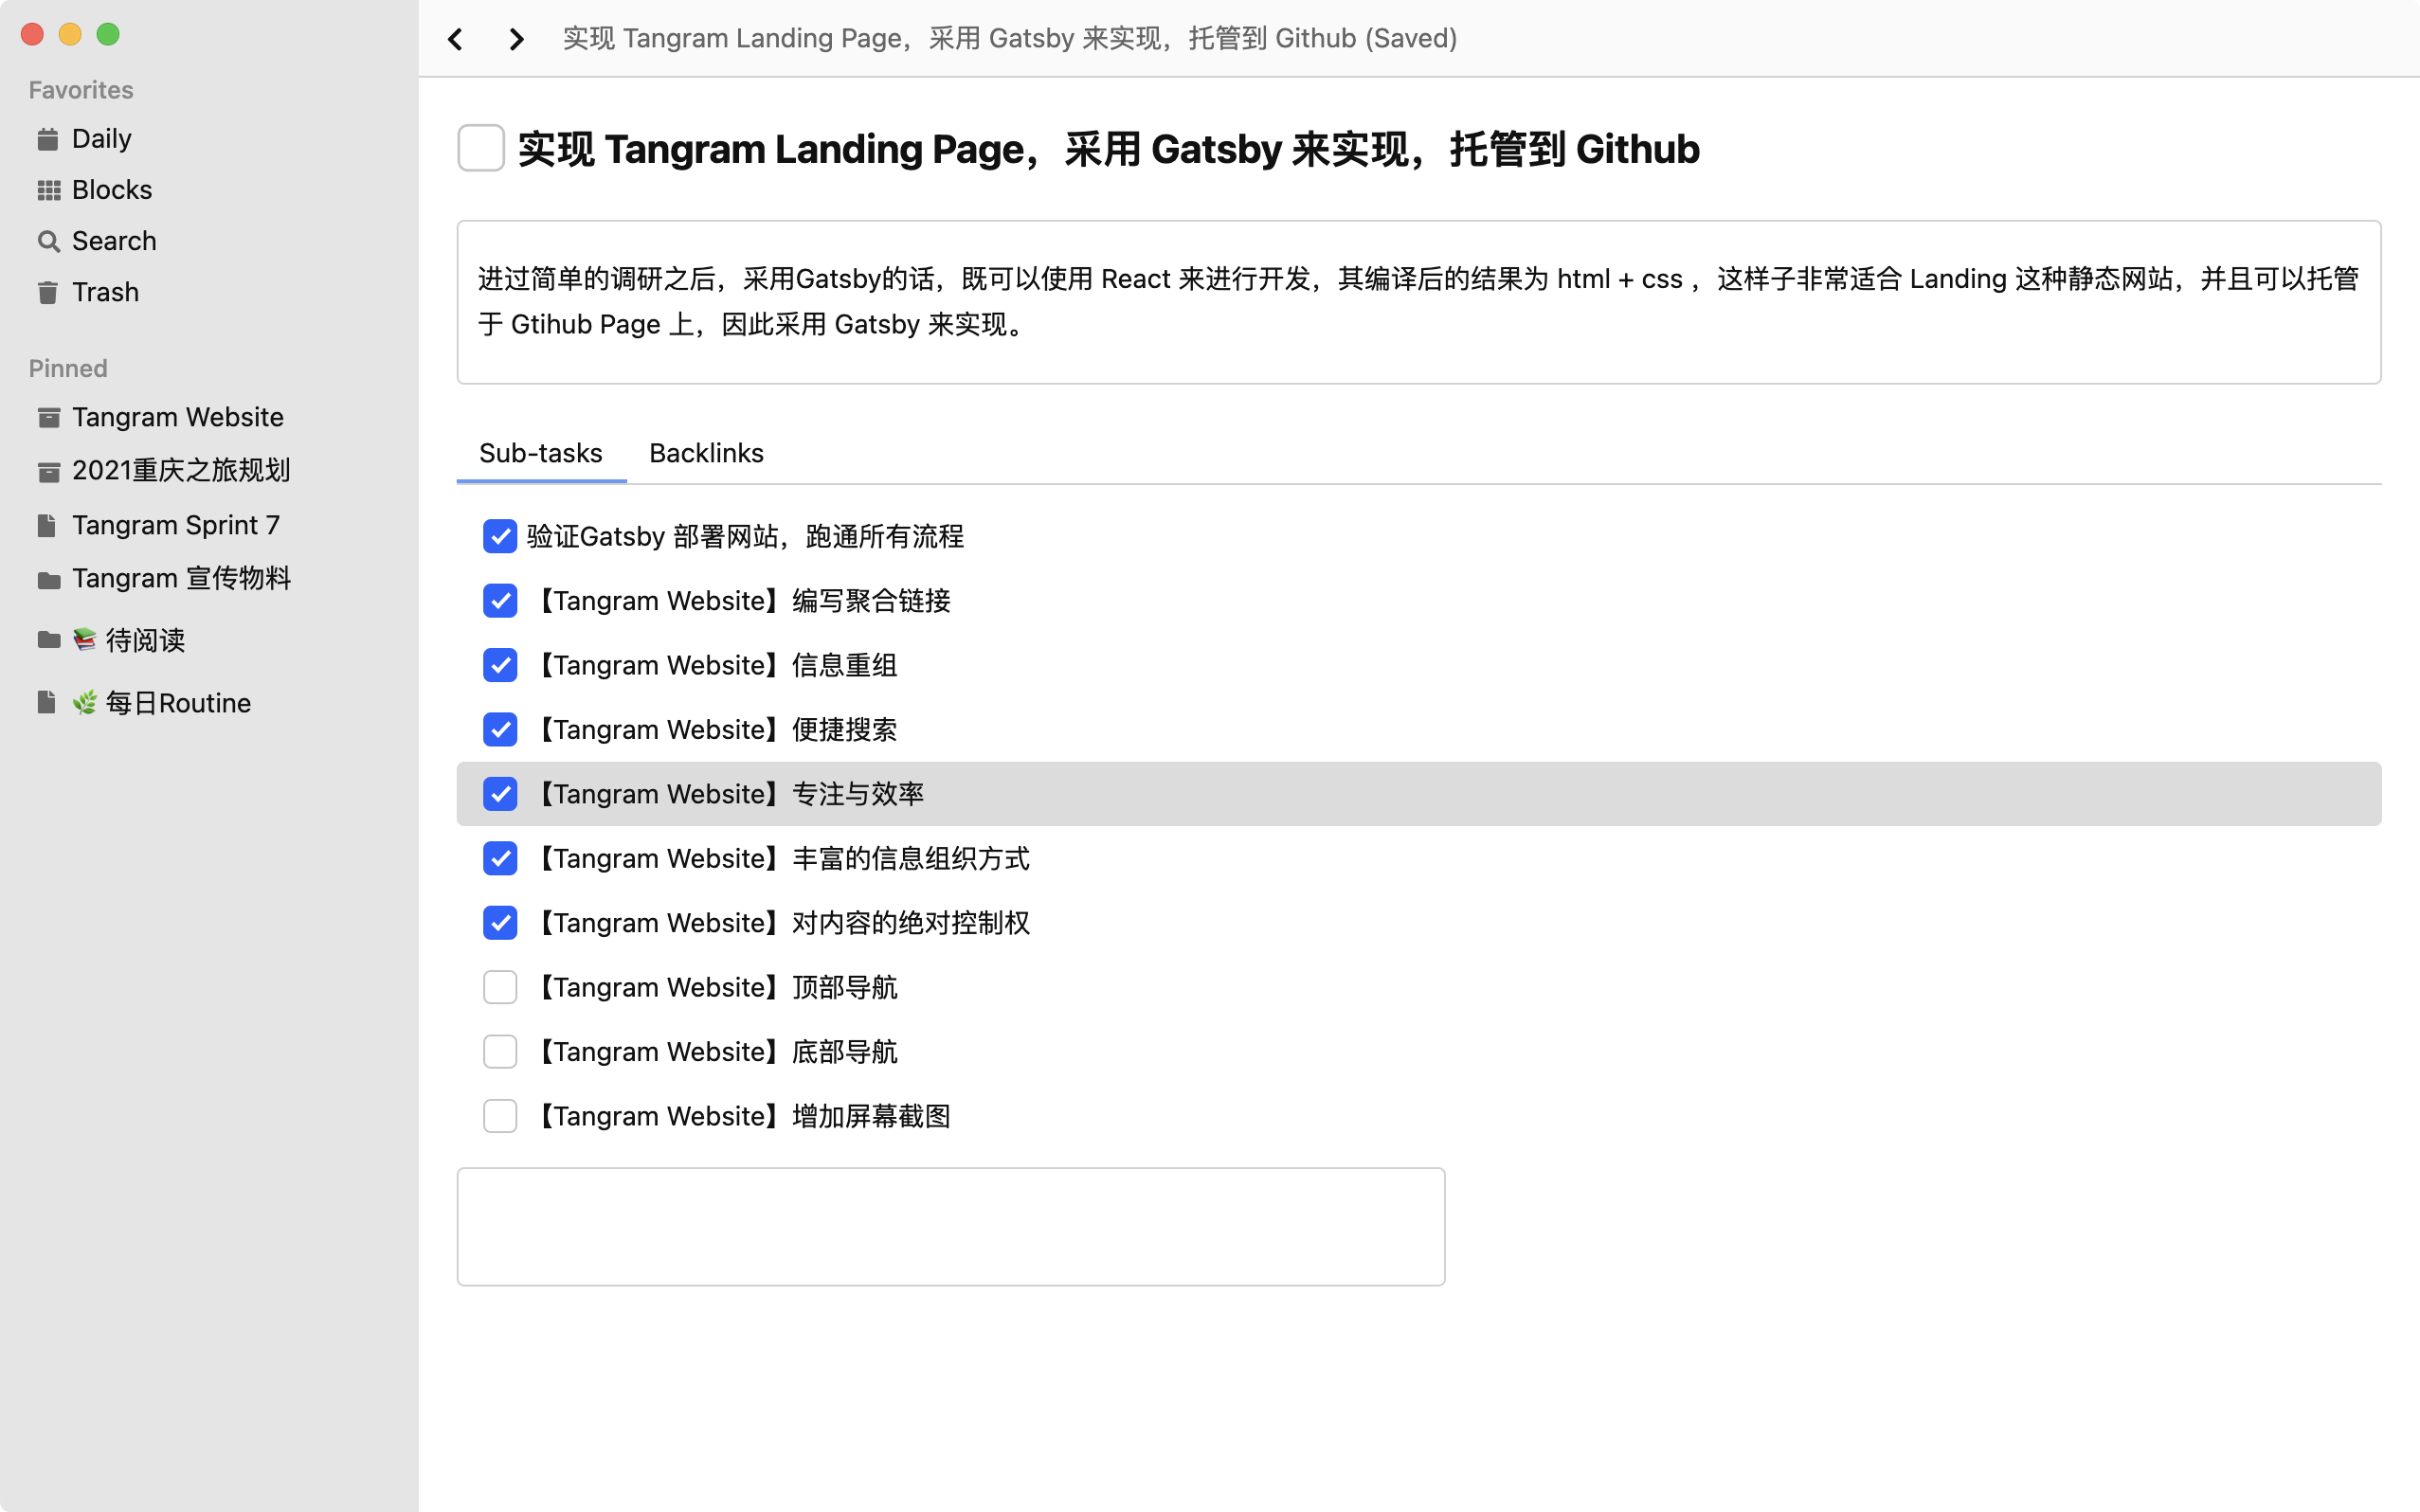 Favorites
Daily
Blocks
Search
Trash
Pinned
Tangram Website
2021重庆之旅规划
Tangram Sprint 7
Tangram 宣传物料
📚 待阅读
🌿 每日Routine
实现 Tangram Landing Page，采用 Gatsby 来实现，托管到 Github (Saved)
实现 Tangram Landing Page，采用 Gatsby 来实现，托管到 Github
进过简单的调研之后，采用Gatsby的话，既可以使用 React 来进行开发，其编译后的结果为 html + css ，这样子非常适合 Landing 这种静态网站，并且可以托管
于 Gtihub Page 上，因此采用 Gatsby 来实现。
Sub-tasks
Backlinks
验证Gatsby 部署网站，跑通所有流程
【Tangram Website】编写聚合链接
【Tangram Website】信息重组
【Tangram Website】便捷搜索
【Tangram Website】专注与效率
【Tangram Website】丰富的信息组织方式
【Tangram Website】对内容的绝对控制权
【Tangram Website】顶部导航
【Tangram Website】底部导航
【Tangram Website】增加屏幕截图